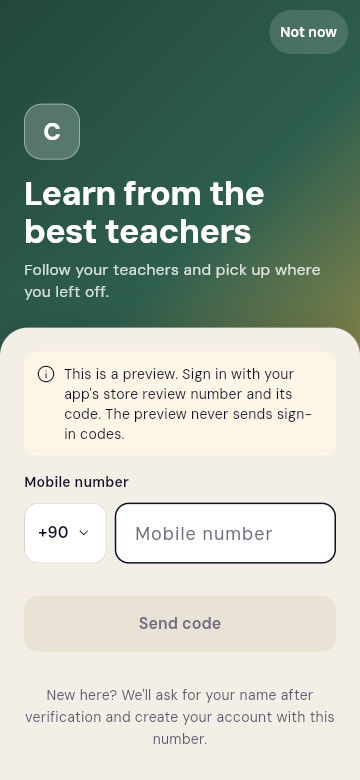 Not now
C
Learn from the
best teachers
Follow your teachers and pick up where
you left off.
This is a preview. Sign in with your
app's store review number and its
code. The preview never sends sign-
in codes.
Mobile number
+90
Mobile number
Send code
New here? We'll ask for your name after
verification and create your account with this
number.